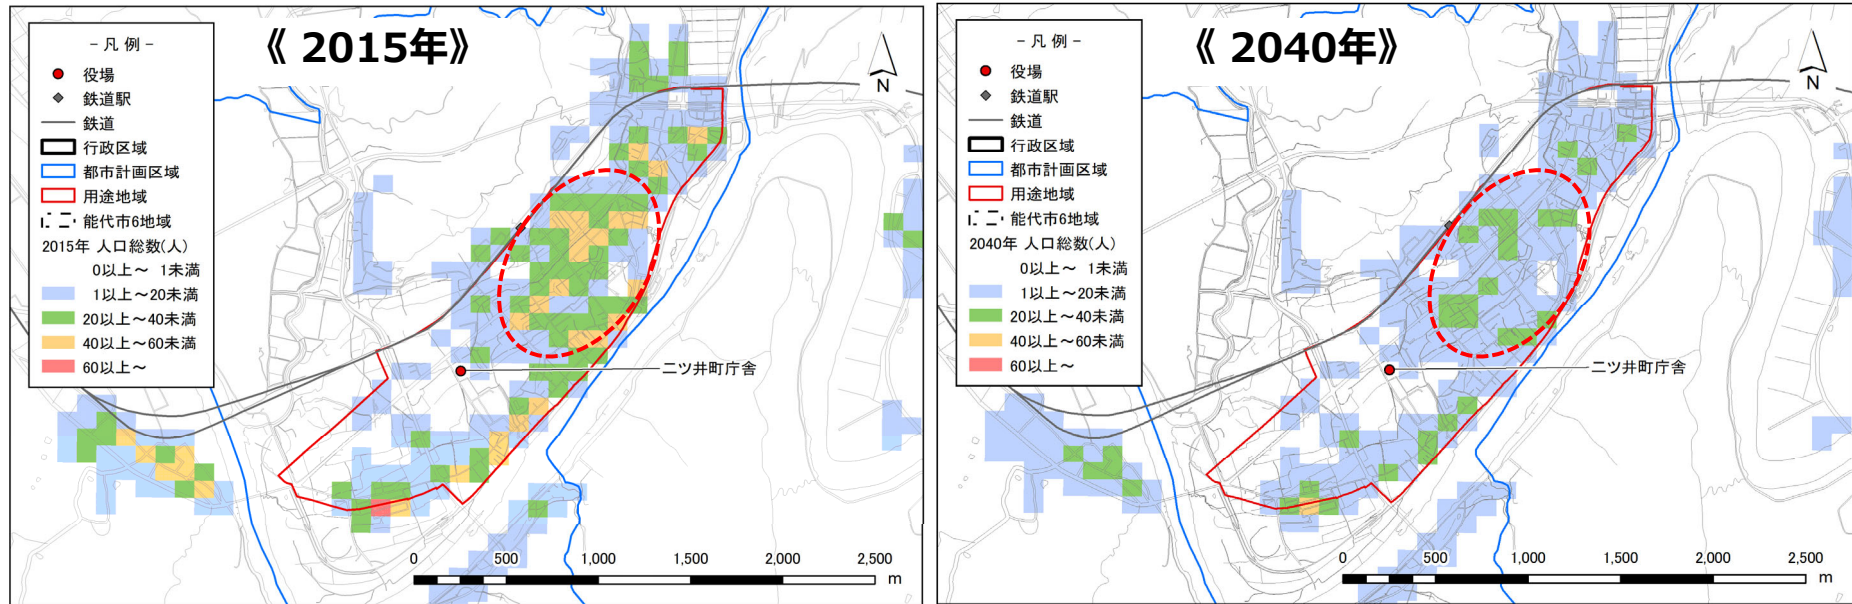 《 2015年》
- 凡 例 -
役場
鉄道駅
鉄道
行政区域
都市計画区域
用途地域
能代市6地域
2015年 人口総数(人)
0以上~ 1未満
1以上~20未満
20以上~40未満
40以上~60未満
60以上~
N
二ツ井町庁舎
0 500 1,000 1,500 2,000 2,500
m
《 2040年》
- 凡 例 -
役場
鉄道駅
鉄道
行政区域
都市計画区域
用途地域
能代市6地域
2040年 人口総数(人)
0以上~ 1未満
1以上~20未満
20以上~40未満
40以上~60未満
60以上~
N
二ツ井町庁舎
0 500 1,000 1,500 2,000 2,500
m